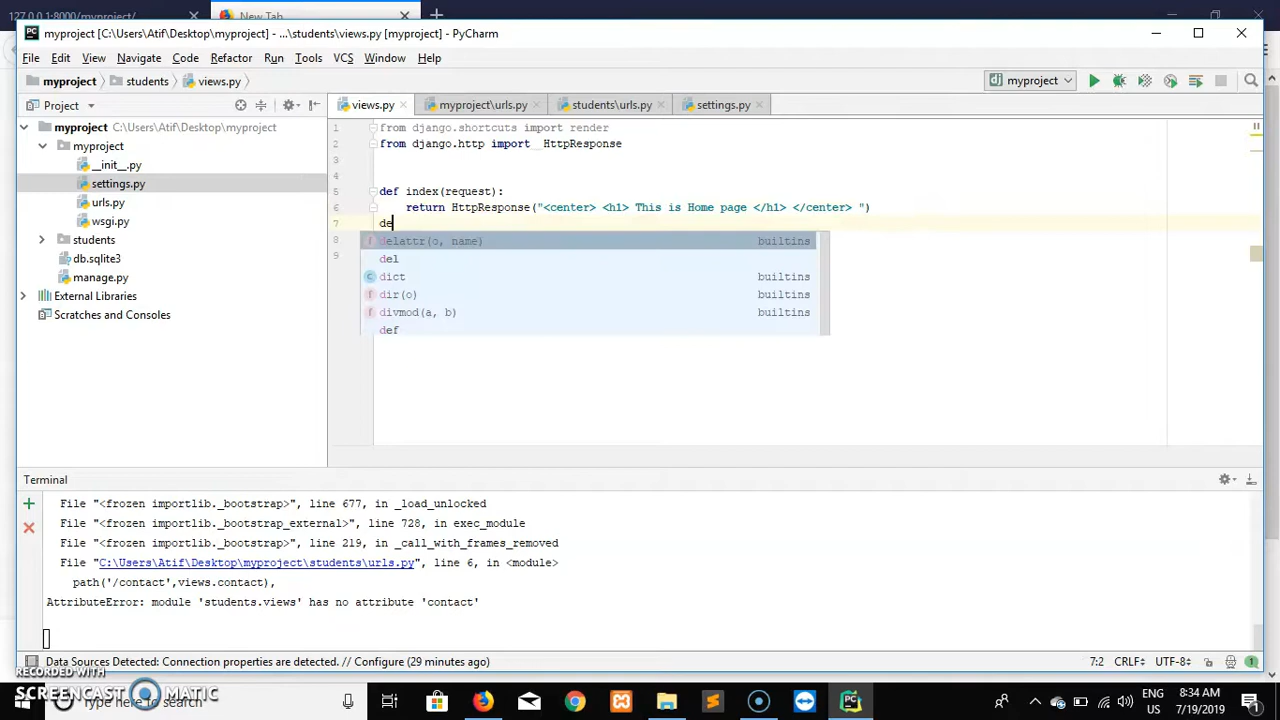 127.0.0.1:8000/myproject/
New Tab
myproject [C:\Users\Atif\Desktop\myproject] - ...\students\views.py [myproject] - PyCharm
File Edit View Navigate Code Refactor Run Tools VCS Window Help
myproject students views.py
myproject
Project
views.py myproject\urls.py students\urls.py settings.py
myproject C:\Users\Atif\Desktop\myproject
myproject
__init__.py
settings.py
urls.py
wsgi.py
students
db.sqlite3
manage.py
External Libraries
Scratches and Consoles
1 from django.shortcuts import render
2 from django.http import HttpResponse
3
4
5 def index(request):
6 return HttpResponse("<center> <h1> This is Home page </h1> </center> ")
7 de
8
9
delattr(o, name) builtins
del
dict builtins
dir(o) builtins
divmod(a, b) builtins
def
Terminal
File "<frozen importlib._bootstrap>", line 677, in _load_unlocked
File "<frozen importlib._bootstrap_external>", line 728, in exec_module
File "<frozen importlib._bootstrap>", line 219, in _call_with_frames_removed
File "C:\Users\Atif\Desktop\myproject\students\urls.py", line 6, in <module>
path('/contact',views.contact),
AttributeError: module 'students.views' has no attribute 'contact'
Data Sources Detected: Connection properties are detected. // Configure (29 minutes ago)
7:2 CRLF÷ UTF-8÷ 1
RECORDED WITH
SCREENCAST MATIC
Type here to search
ENG
US
8:34 AM
7/19/2019
1